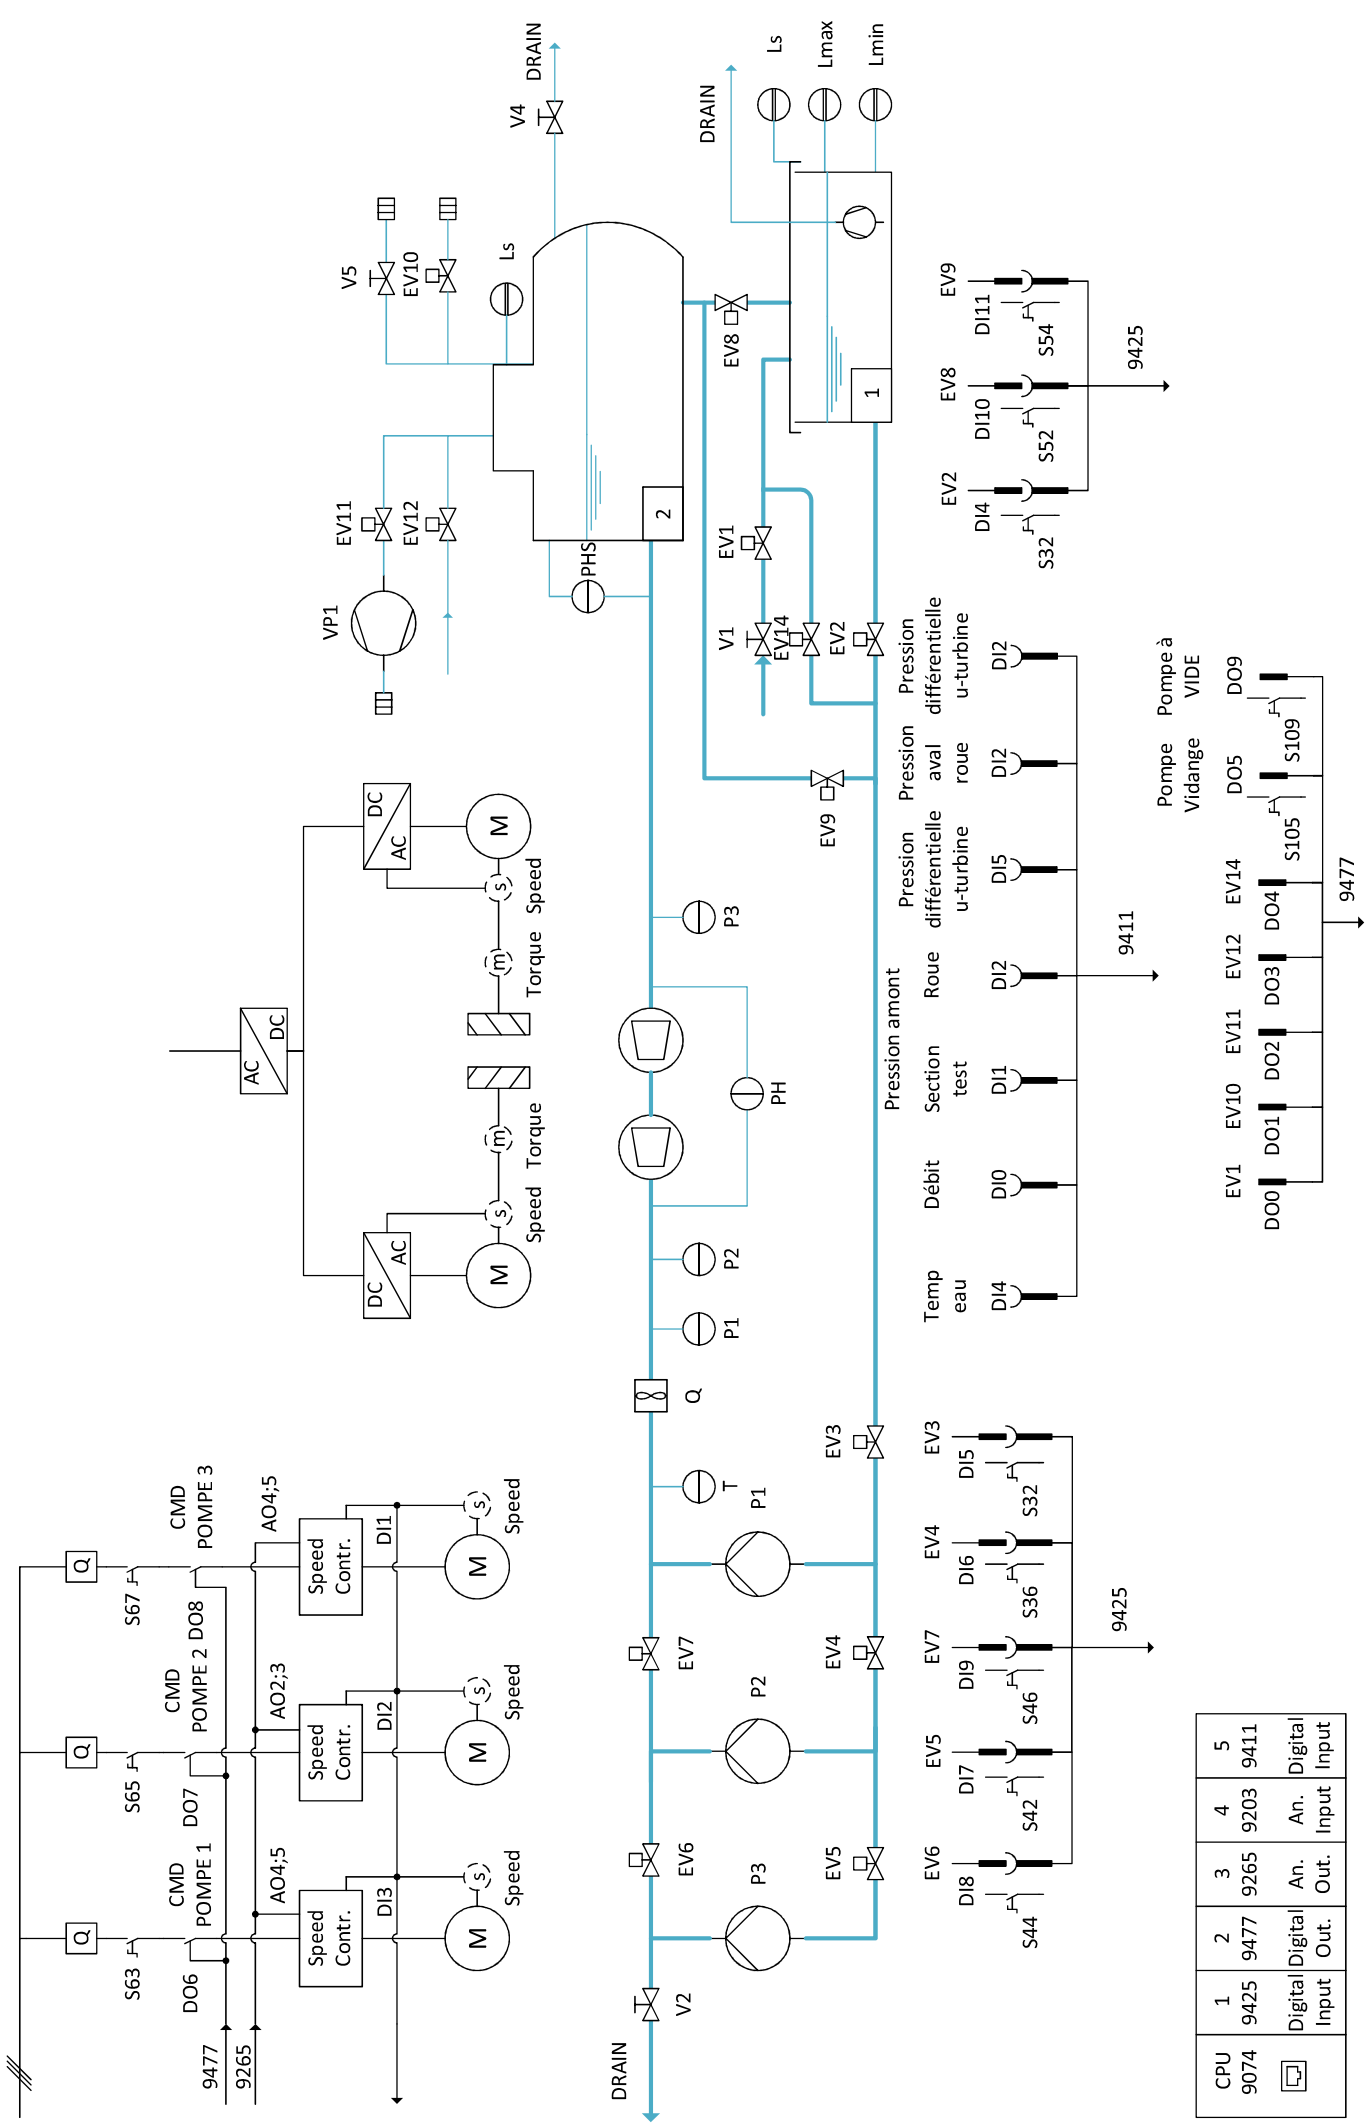 9477
9265
Q
S63
DO6
CMD
POMPE 1
AO4;5
Speed
Contr.
DI3
M
s
Speed
Q
S65
DO7
CMD
POMPE 2
AO2;3
Speed
Contr.
DI2
M
s
Speed
Q
S67
DO8
CMD
POMPE 3
AO4;5
Speed
Contr.
DI1
M
s
Speed
AC
DC
DC
AC
M
s
Speed
m
Torque
DC
AC
M
s
Speed
m
Torque
VP1
EV11
EV12
V5
EV10
Ls
V4
DRAIN
2
PHS
DRAIN
V2
EV6
EV7
T
Q
P1
P2
PH
P3
P3
P2
P1
EV5
EV4
EV3
EV9
V1
EV1
EV14
EV2
EV8
1
DRAIN
Ls
Lmax
Lmin
EV6
DI8
S44
EV5
DI7
S42
EV7
DI9
S46
EV4
DI6
S36
EV3
DI5
S32
9425
Temp
eau
DI4
Débit
DI0
Pression amont
Section
test
DI1
Roue
DI2
Pression
différentielle
u-turbine
DI5
Pression
aval
roue
DI2
Pression
différentielle
u-turbine
DI2
9411
EV2
DI4
S32
EV8
DI10
S52
EV9
DI11
S54
9425
EV1
DO0
EV10
DO1
EV11
DO2
EV12
DO3
EV14
DO4
Pompe
Vidange
DO5
S105
Pompe à
VIDE
DO9
S109
9477
CPU
9074
1
9425
Digital
Input
2
9477
Digital
Out.
3
9265
An.
Out.
4
9203
An.
Input
5
9411
Digital
Input